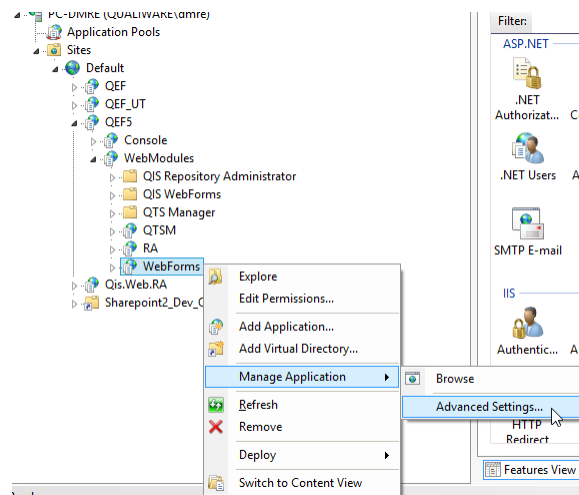 PC-DMRE (QUALIWARE\dmre)
Application Pools
Sites
Default
QEF
QEF_UT
QEF5
Console
WebModules
QIS Repository Administrator
QIS WebForms
QTS Manager
QTSM
RA
WebForms
Qis.Web.RA
Sharepoint2_Dev_C
Explore
Edit Permissions...
Add Application...
Add Virtual Directory...
Manage Application
Refresh
Remove
Deploy
Switch to Content View
Browse
Advanced Settings...
Filter:
ASP.NET
.NET
Authorizat...
.NET Users
SMTP E-mail
IIS
Authentic...
HTTP
Redirect
Features View